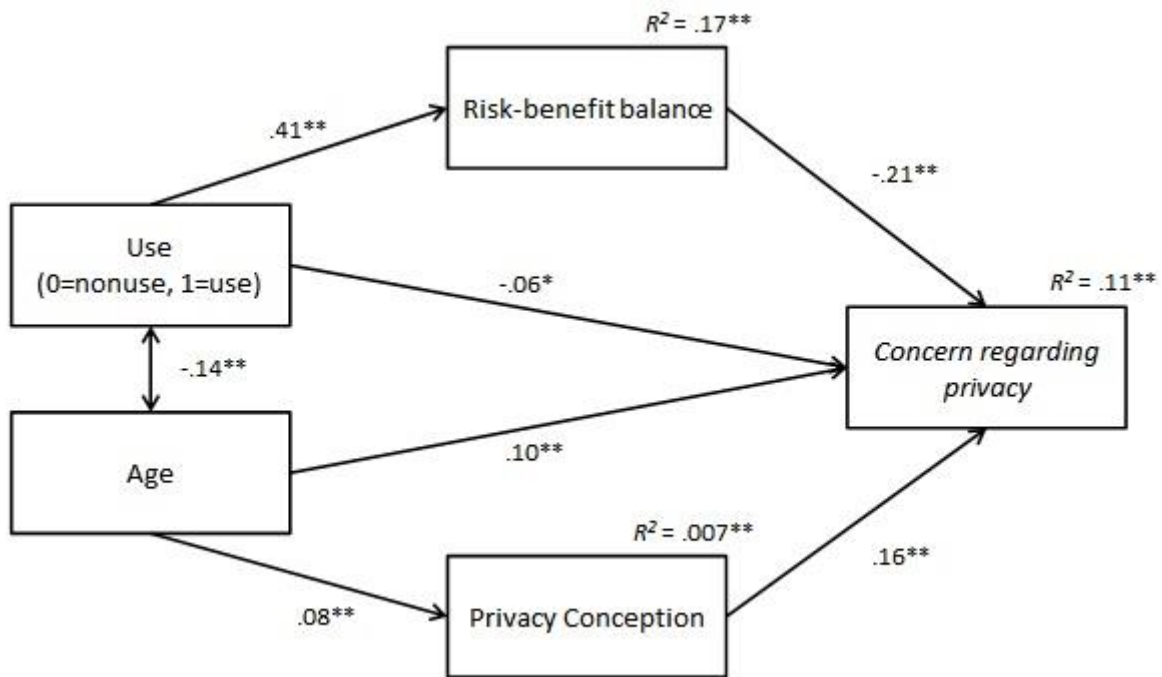 R² = .17**
Risk-benefit balance
.41**
-.21**
Use
(0=nonuse, 1=use)
-.06*
R² = .11**
Concern regarding
privacy
-.14**
.10**
Age
R² = .007**
.16**
.08**
Privacy Conception